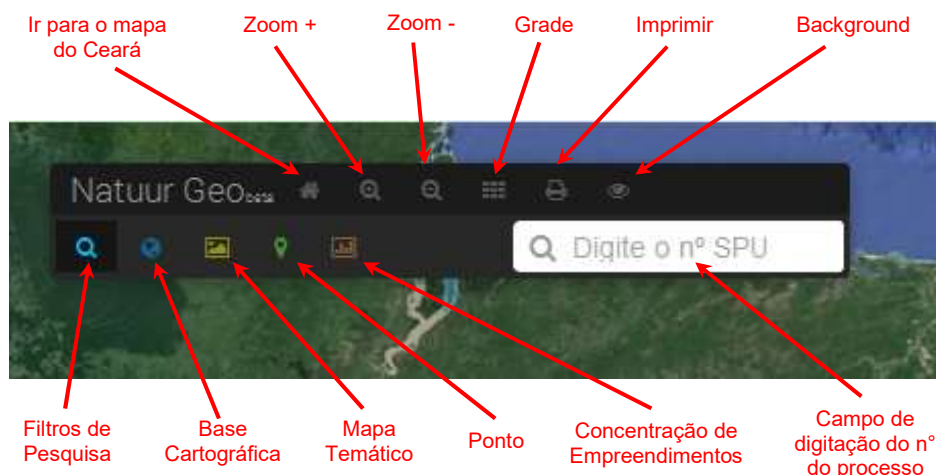 Ir para o mapa
do Ceará
Zoom +
Zoom -
Grade
Imprimir
Background
Natuur Geo beta
Digite o nº SPU
Filtros de
Pesquisa
Base
Cartográfica
Mapa
Temático
Ponto
Concentração de
Empreendimentos
Campo de
digitação do n°
do processo